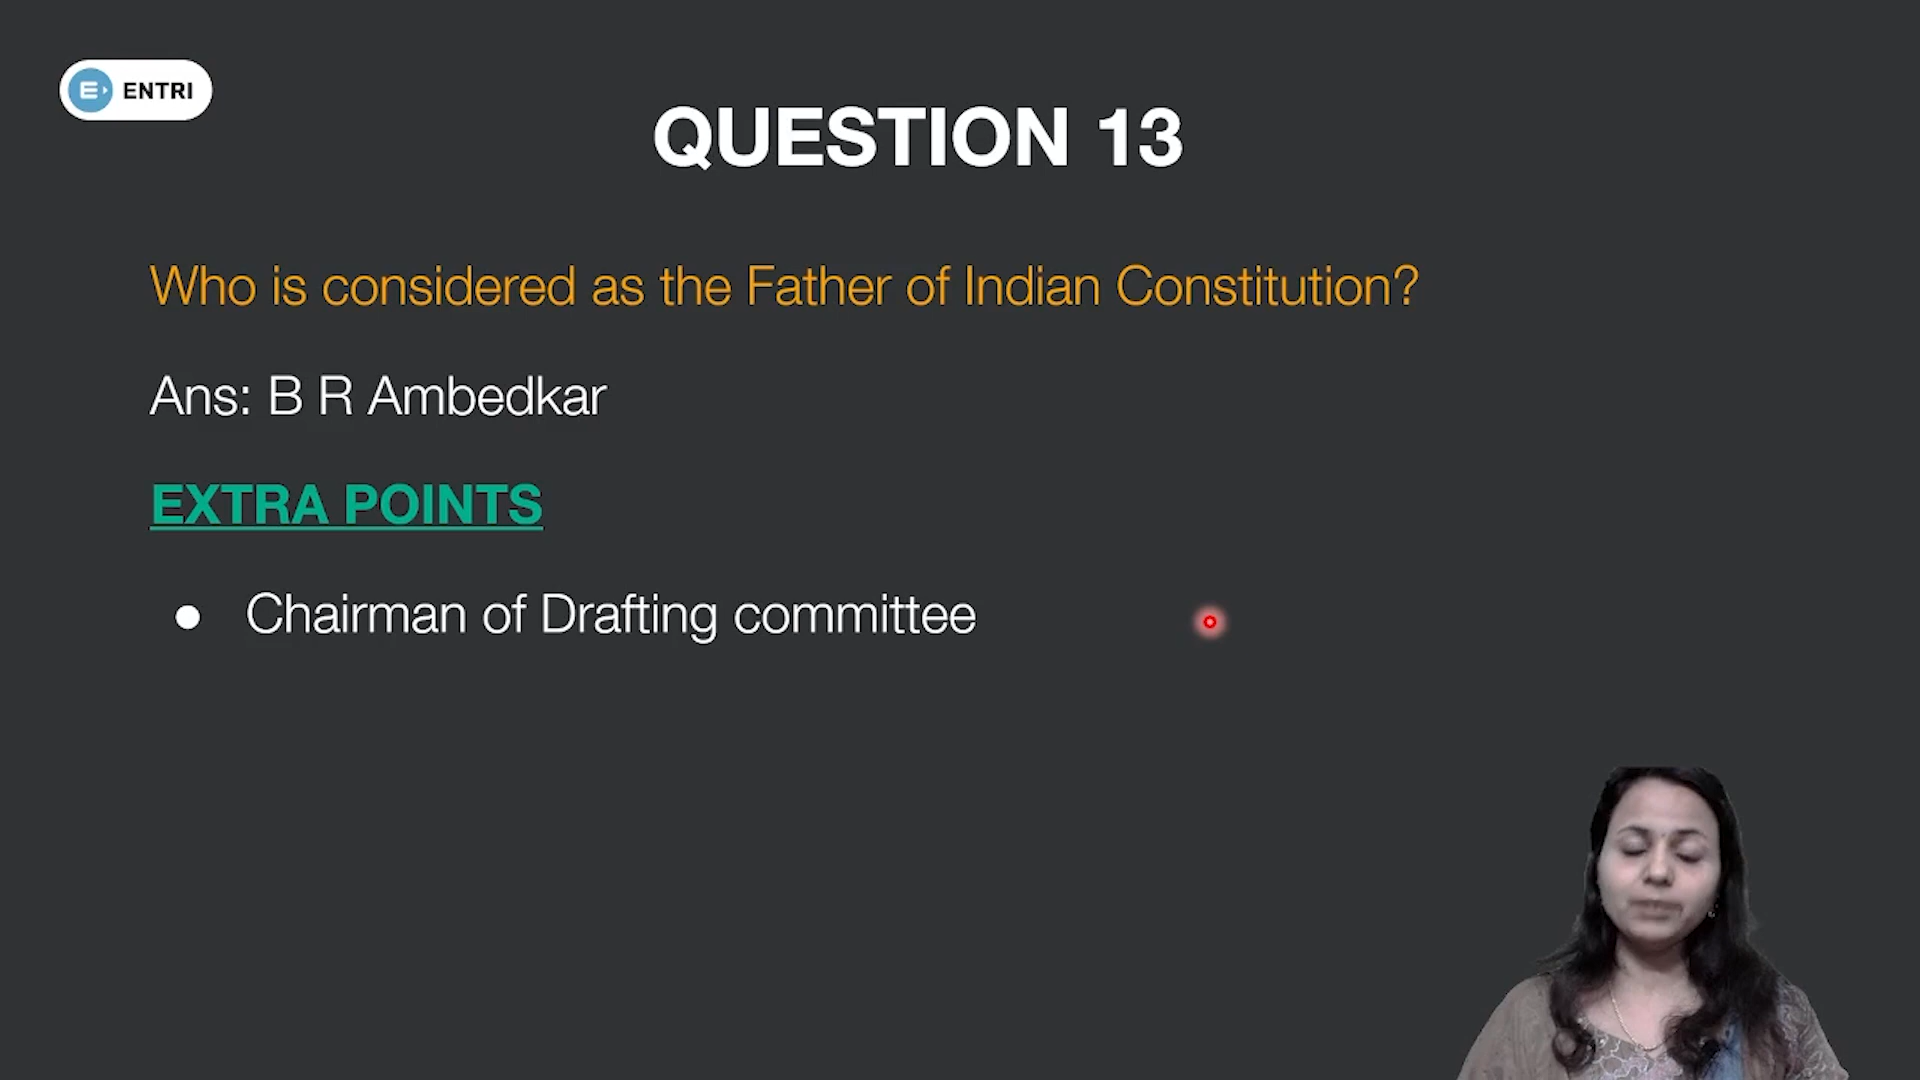 ENTRI
QUESTION 13
Who is considered as the Father of Indian Constitution?
Ans: B R Ambedkar
EXTRA POINTS
● Chairman of Drafting committee